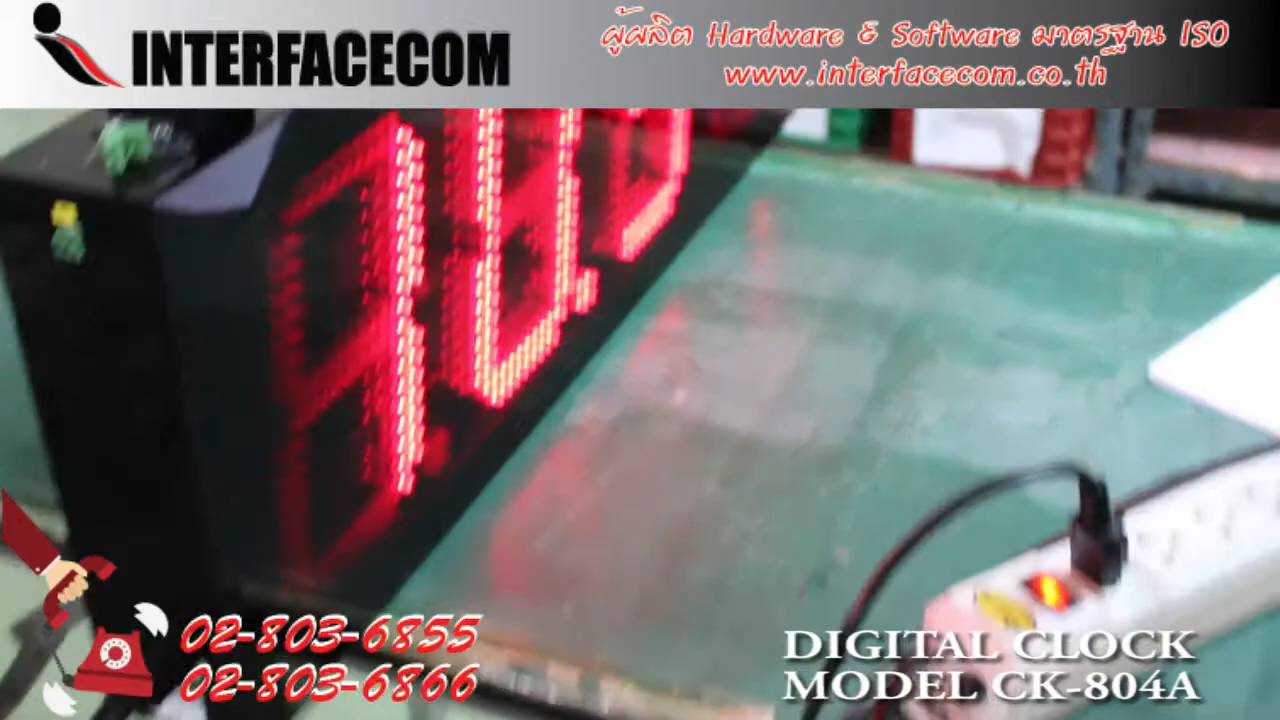 INTERFACECOM
ผู้ผลิต Hardware & Software มาตรฐาน ISO
www.interfacecom.co.th
02-803-6855
02-803-6866
DIGITAL CLOCK
MODEL CK-804A